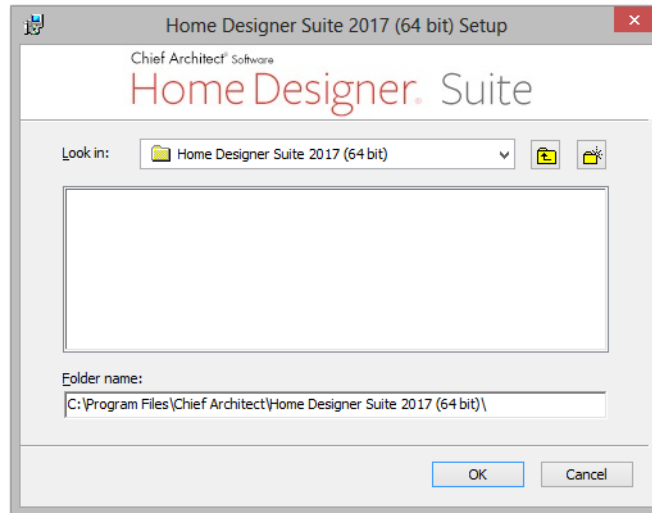 Home Designer Suite 2017 (64 bit) Setup
Chief Architect® Software
Home Designer® Suite
Look in:
Home Designer Suite 2017 (64 bit)
Folder name:
C:\Program Files\Chief Architect\Home Designer Suite 2017 (64 bit)\
OK
Cancel